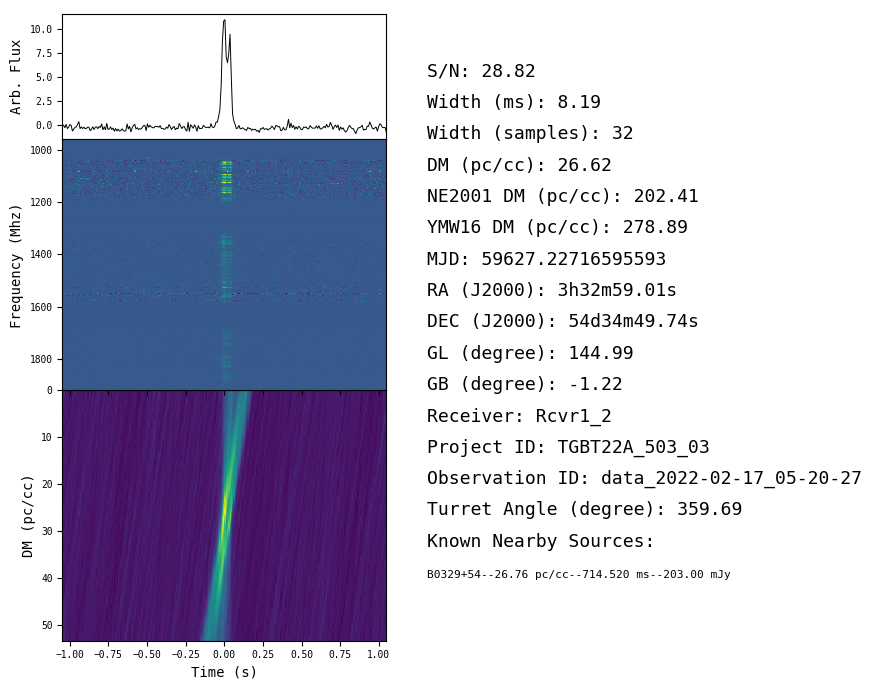 10.0
7.5
5.0
2.5
0.0
Arb. Flux
1000
1200
1400
1600
1800
Frequency (Mhz)
0
10
20
30
40
50
DM (pc/cc)
−1.00 −0.75 −0.50 −0.25 0.00 0.25 0.50 0.75 1.00
Time (s)
S/N: 28.82
Width (ms): 8.19
Width (samples): 32
DM (pc/cc): 26.62
NE2001 DM (pc/cc): 202.41
YMW16 DM (pc/cc): 278.89
MJD: 59627.22716595593
RA (J2000): 3h32m59.01s
DEC (J2000): 54d34m49.74s
GL (degree): 144.99
GB (degree): -1.22
Receiver: Rcvr1_2
Project ID: TGBT22A_503_03
Observation ID: data_2022-02-17_05-20-27
Turret Angle (degree): 359.69
Known Nearby Sources:
B0329+54--26.76 pc/cc--714.520 ms--203.00 mJy